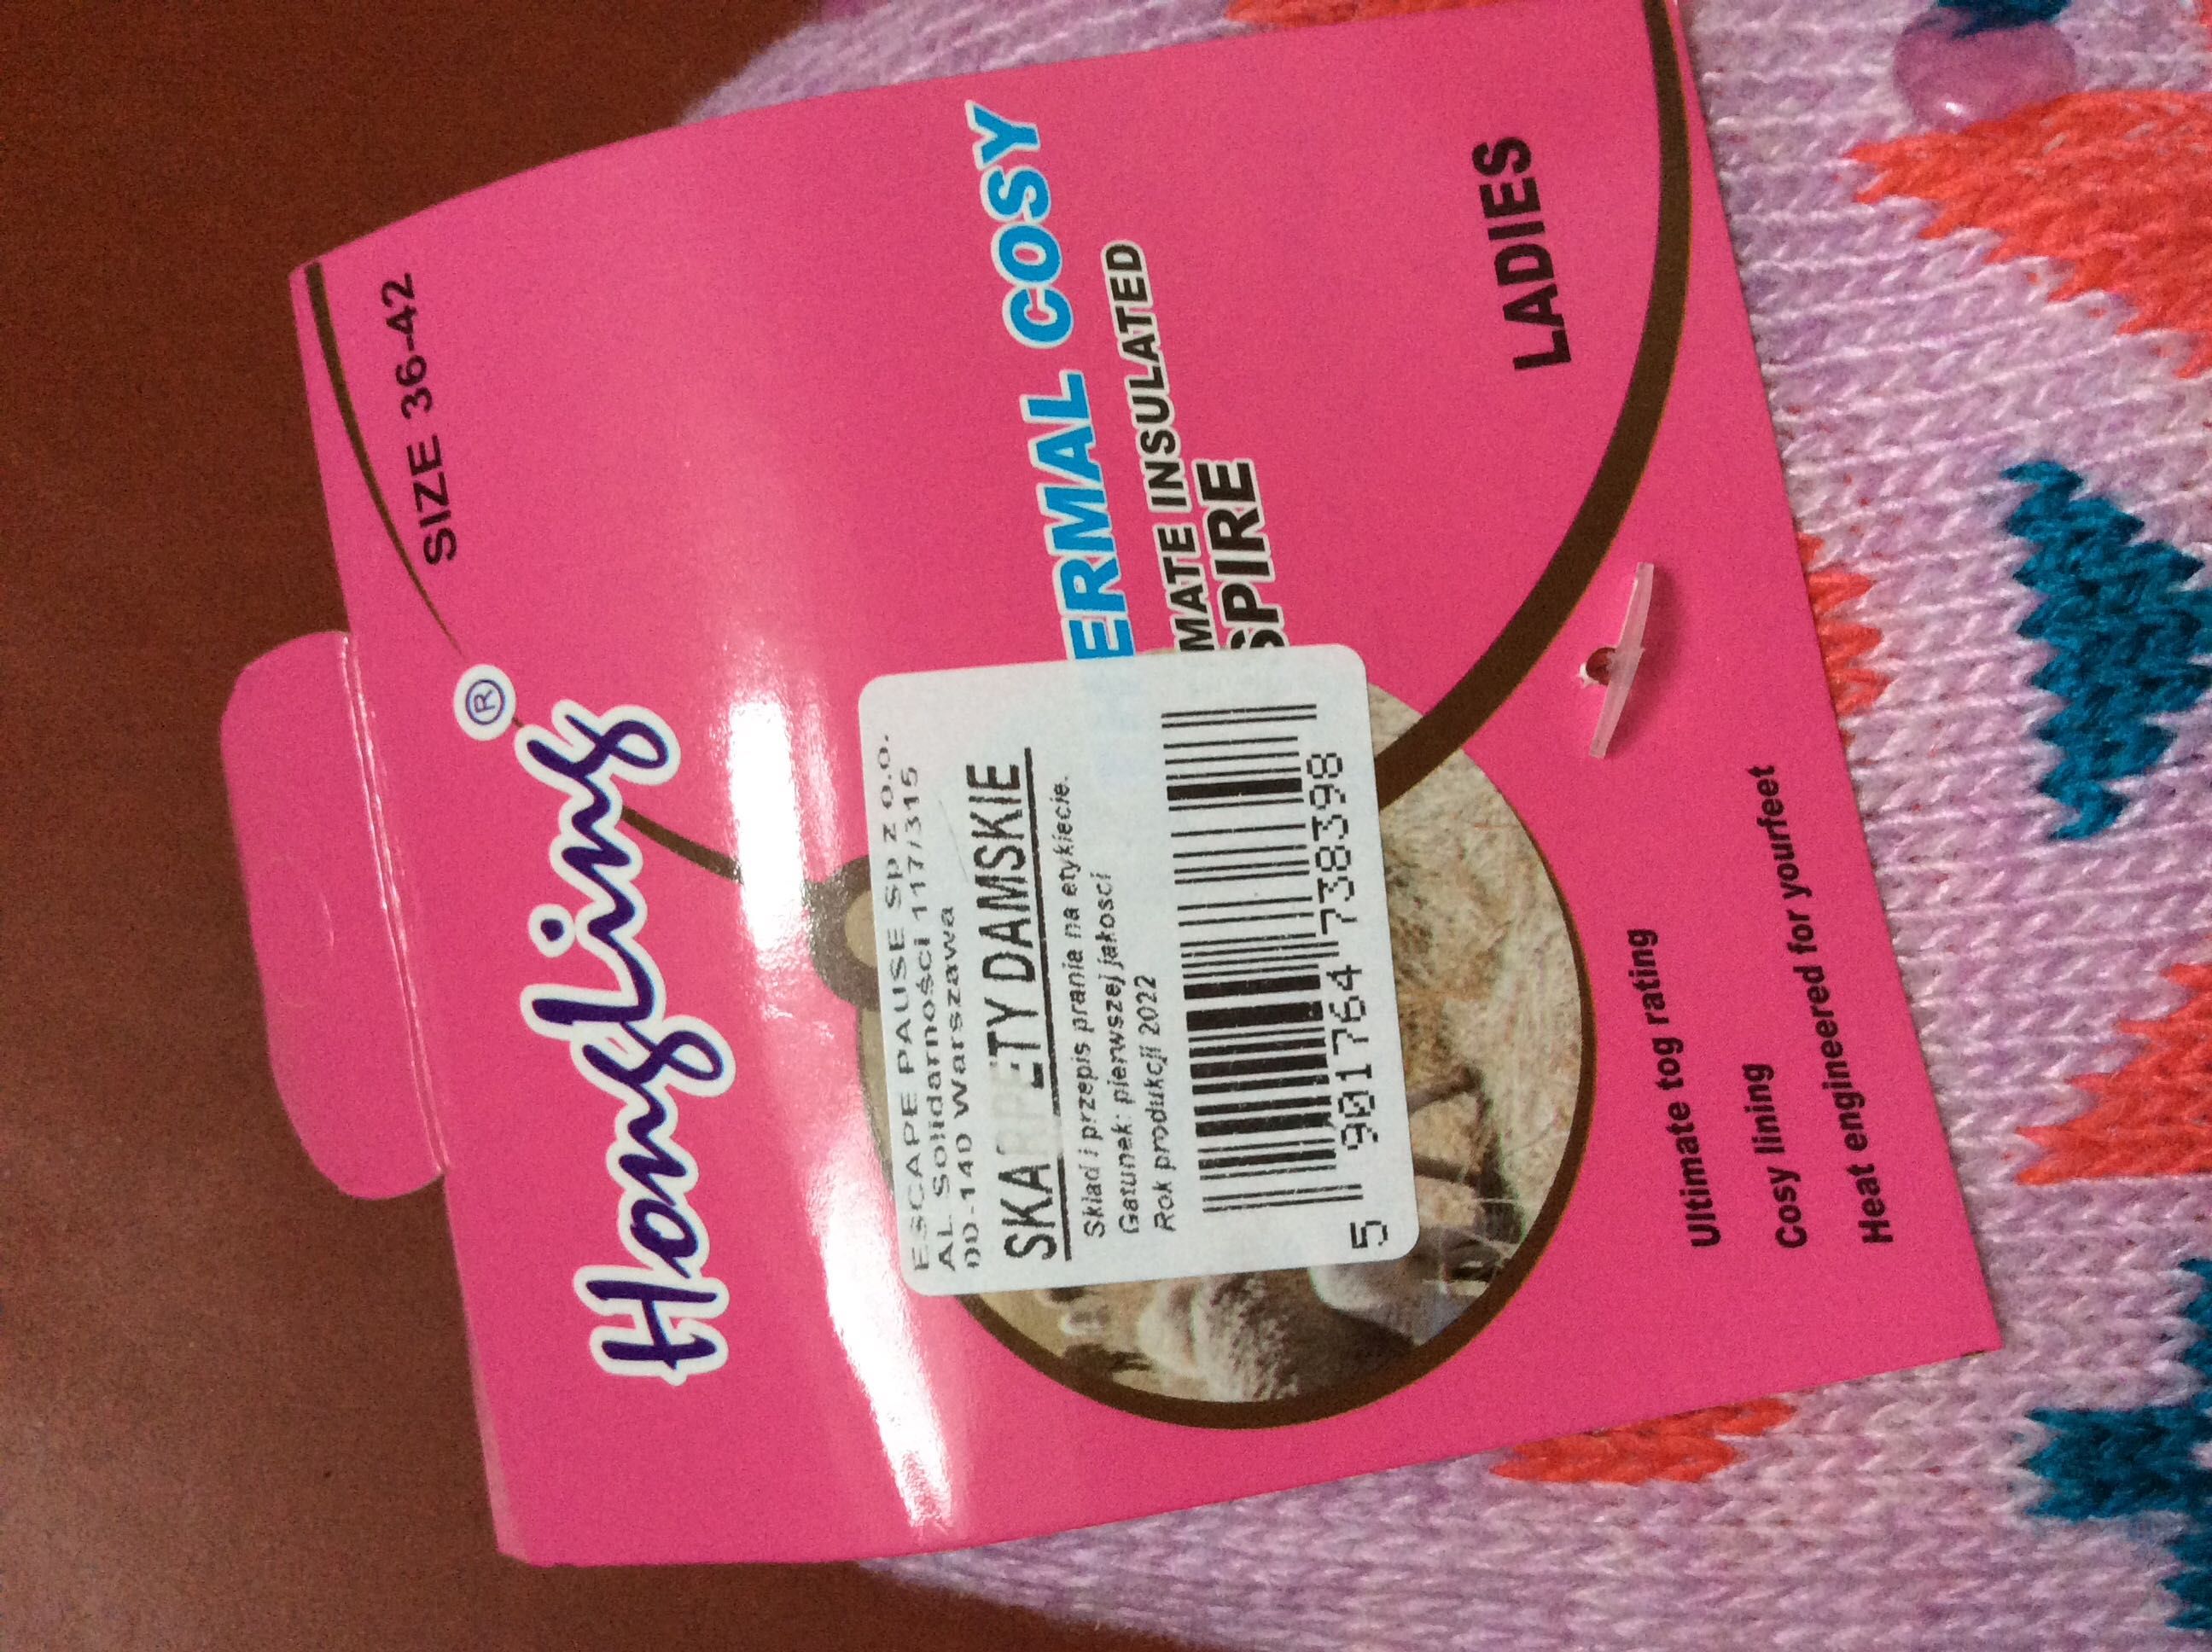 SIZE 36-42
HongLing®
ERMAL COSY
MATE INSULATED
SPIRE
LADIES
ESCAPE PAUSE Sp z o.o.
AL. Solidarności 117/315
00-140 Warszawa
SKARPETY DAMSKIE
Skład i przepis prania na etykiecie.
Gatunek: pierwszej jakości
Rok produkcji 2022
5 901764 738398
Ultimate tog rating
Cosy lining
Heat engineered for yourfeet